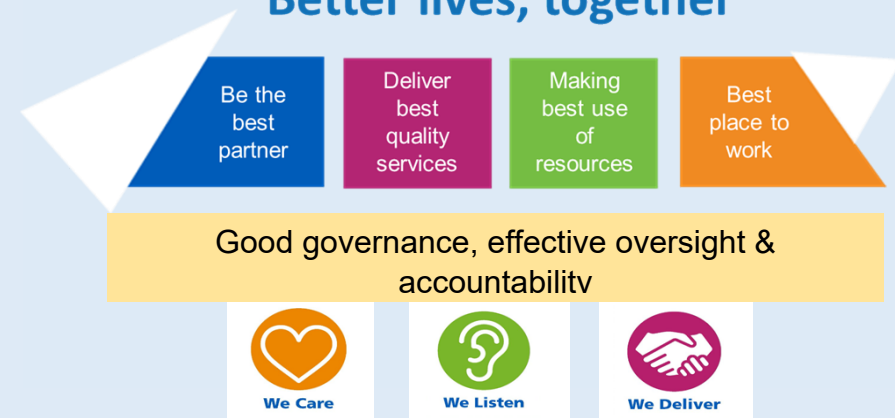 Better lives, together
Be the
best
partner
Deliver
best
quality
services
Making
best use
of
resources
Best
place to
work
Good governance, effective oversight &
accountability
We Care
We Listen
We Deliver